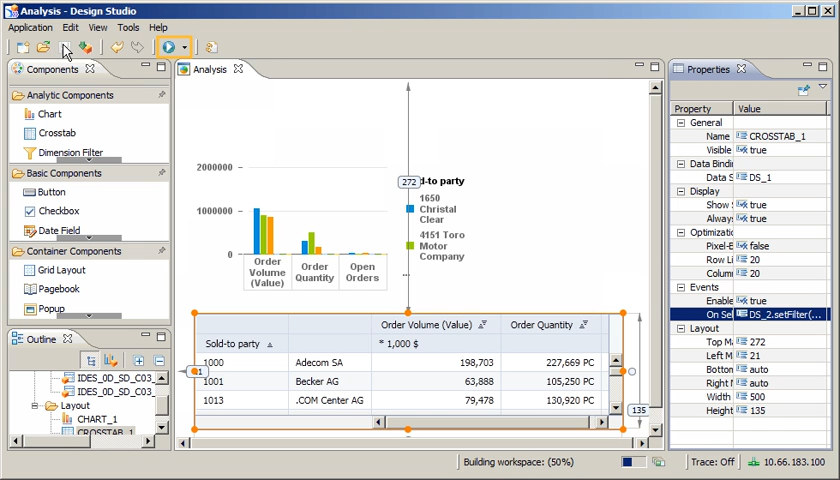 Analysis - Design Studio
Application Edit View Tools Help
Components
Analytic Components
Chart
Crosstab
Dimension Filter
Basic Components
Button
Checkbox
Date Field
Container Components
Grid Layout
Pagebook
Popup
Outline
IDES_0D_SD_C03_
IDES_0D_SD_C03_
Layout
CHART_1
CROSSTAB_1
Analysis
272
2000000
1000000
0
Order Volume (Value)
Order Quantity
Open Orders
d-to party
1650 Christal Clear
4151 Toro Motor Company
...
Order Volume (Value) Order Quantity
Sold-to party * 1,000 $
1000 Adecom SA 198,703 227,669 PC
1001 Becker AG 63,888 105,250 PC
1013 .COM Center AG 79,478 130,920 PC
135
Properties
Property Value
General
Name CROSSTAB_1
Visible true
Data Bindin
Data S DS_1
Display
Show S true
Always true
Optimizatio
Pixel-B false
Row Li 20
Column 20
Events
Enable true
On Sel DS_2.setFilter(...
Layout
Top Ma 272
Left M 21
Bottom auto
Right M auto
Width 500
Height 135
Building workspace: (50%)
Trace: Off
10.66.183.100